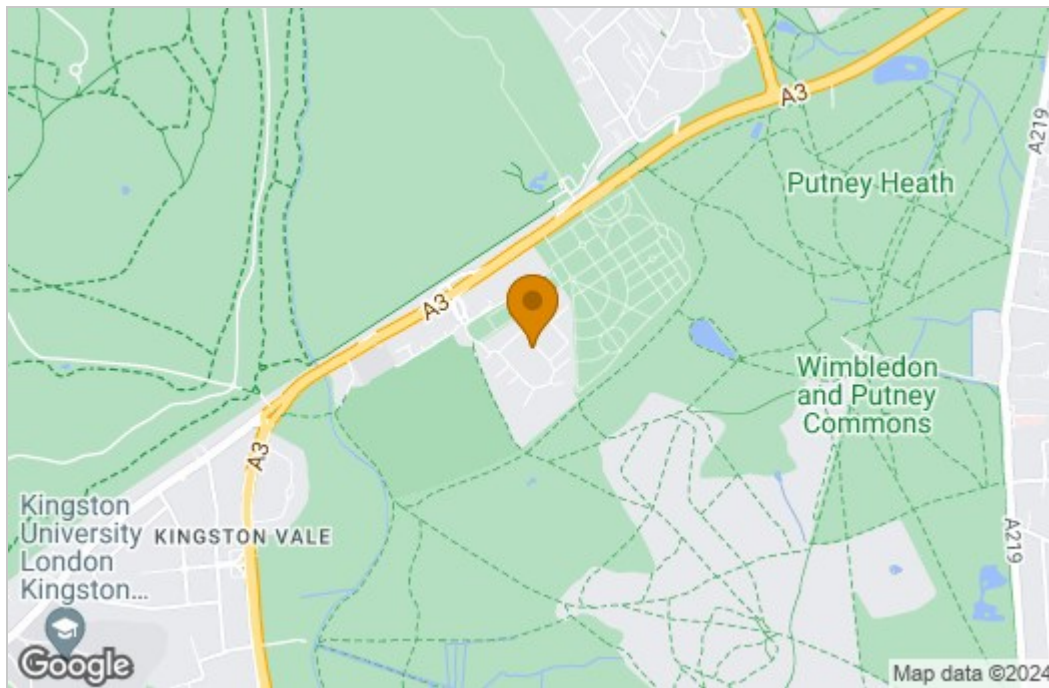 A3
A219
Putney Heath
A3
Wimbledon
and Putney
Commons
A3
Kingston
University
London
Kingston...
KINGSTON VALE
A219
Google
Map data ©2024